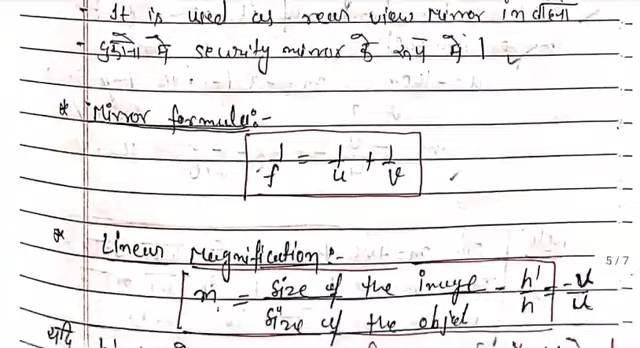 - It is used as rear view mirror in वाहनों
दुकानों में security mirror के रूप में ।
* Mirror formula:-
1/f = 1/u + 1/v
* Linear Magnification :-
5/7
m = size of the image / size of the object = h'/h = -v/u
यदि